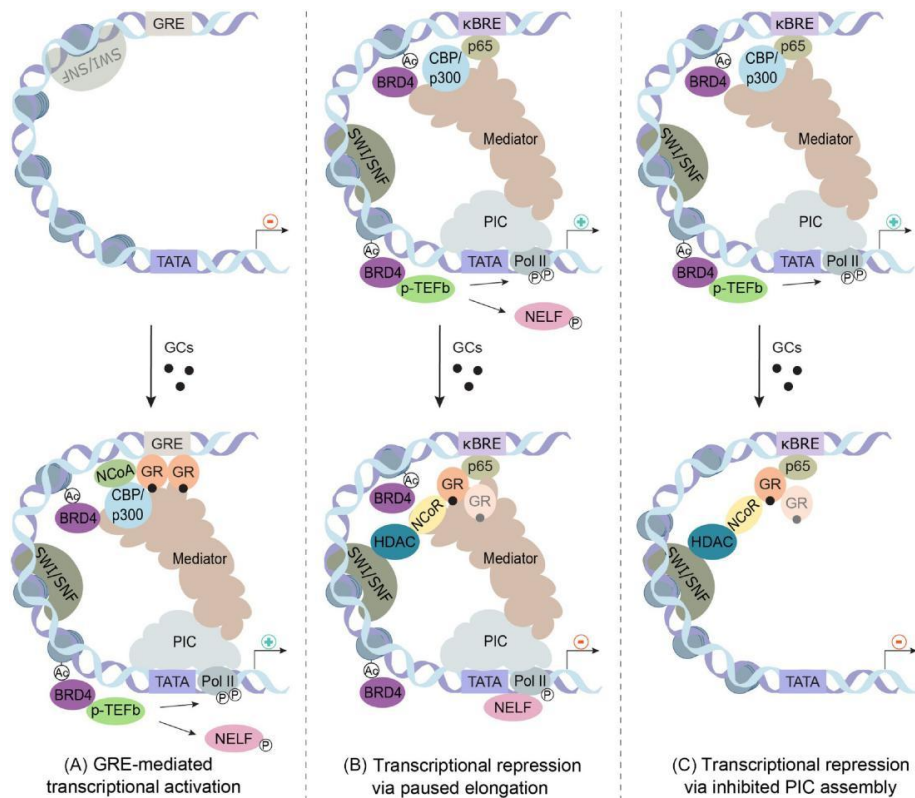 GRE
SWI/SNF
-
TATA
GCs
GRE
NCoA
GR
GR
Ac
CBP/
p300
BRD4
SWI/SNF
Mediator
PIC
+
Ac
TATA
Pol II
BRD4
P
P
p-TEFb
NELF
P
(A) GRE-mediated
transcriptional activation
κBRE
p65
Ac
CBP/
p300
BRD4
Mediator
SWI/SNF
PIC
+
Ac
TATA
Pol II
BRD4
P
P
p-TEFb
NELF
P
GCs
κBRE
p65
GR
Ac
BRD4
GR
NCoR
HDAC
Mediator
SWI/SNF
PIC
-
Ac
TATA
Pol II
BRD4
P
P
NELF
(B) Transcriptional repression
via paused elongation
κBRE
p65
Ac
CBP/
p300
BRD4
Mediator
SWI/SNF
PIC
+
Ac
TATA
Pol II
BRD4
P
P
p-TEFb
GCs
κBRE
p65
GR
GR
NCoR
HDAC
SWI/SNF
-
TATA
(C) Transcriptional repression
via inhibited PIC assembly